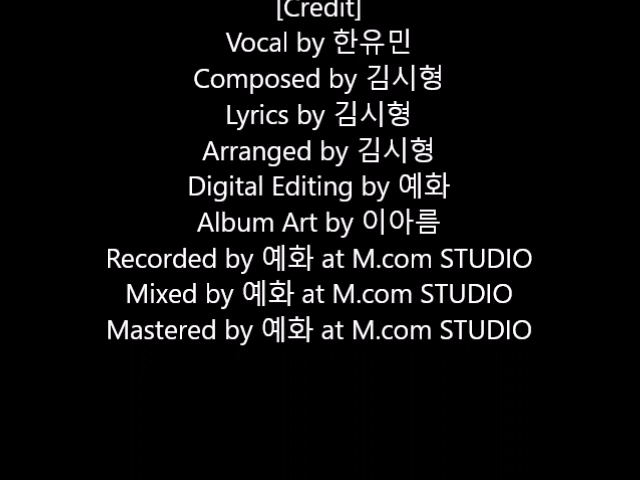 [Credit]
Vocal by 한유민
Composed by 김시형
Lyrics by 김시형
Arranged by 김시형
Digital Editing by 예화
Album Art by 이아름
Recorded by 예화 at M.com STUDIO
Mixed by 예화 at M.com STUDIO
Mastered by 예화 at M.com STUDIO